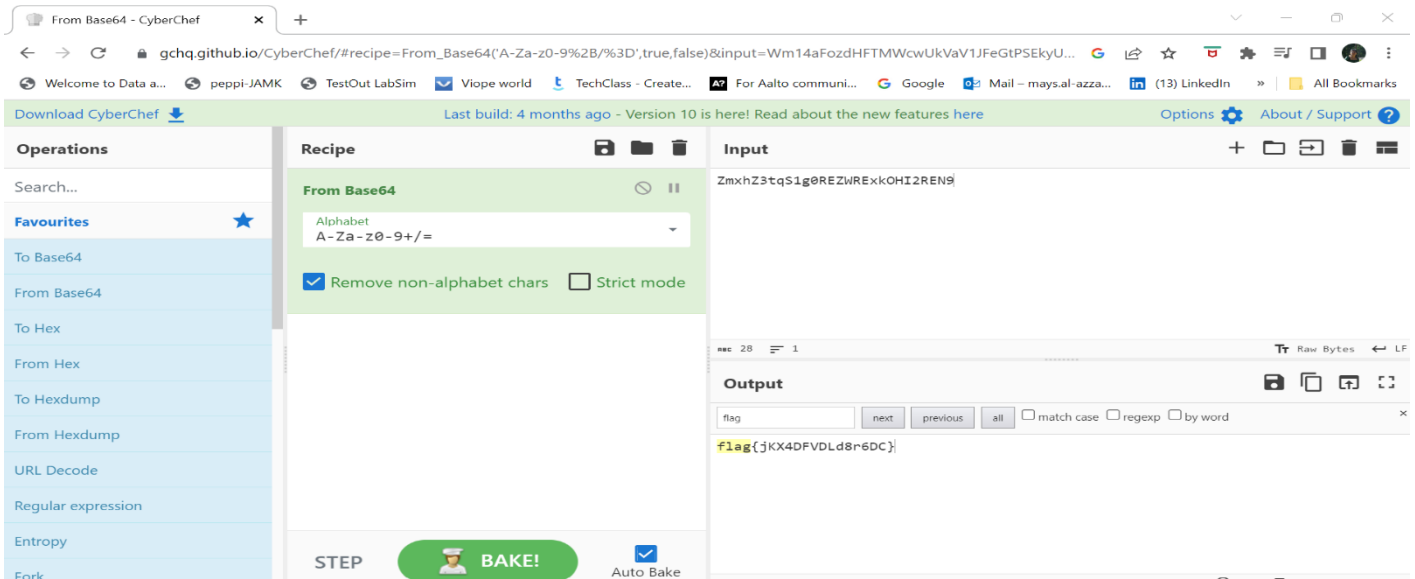 From Base64 - CyberChef
gchq.github.io/CyberChef/#recipe=From_Base64('A-Za-z0-9%2B/%3D',true,false)&input=Wm14aFozdHFTMWcwUkVaV1JFeGtPSEkyU...
Welcome to Data a... peppi-JAMK TestOut LabSim Viope world TechClass - Create... For Aalto communi... Google Mail – mays.al-azza... (13) LinkedIn » All Bookmarks
Download CyberChef Last build: 4 months ago - Version 10 is here! Read about the new features here Options About / Support
Operations
Search...
Favourites
To Base64
From Base64
To Hex
From Hex
To Hexdump
From Hexdump
URL Decode
Regular expression
Entropy
Fork
Recipe
From Base64
Alphabet
A-Za-z0-9+/=
Remove non-alphabet chars Strict mode
STEP BAKE! Auto Bake
Input
ZmxhZ3tqS1g0REZWRExkOHI2REN9
REC 28 1 Raw Bytes LF
Output
flag next previous all match case regexp by word
flag{jKX4DFVDLd8r6DC}